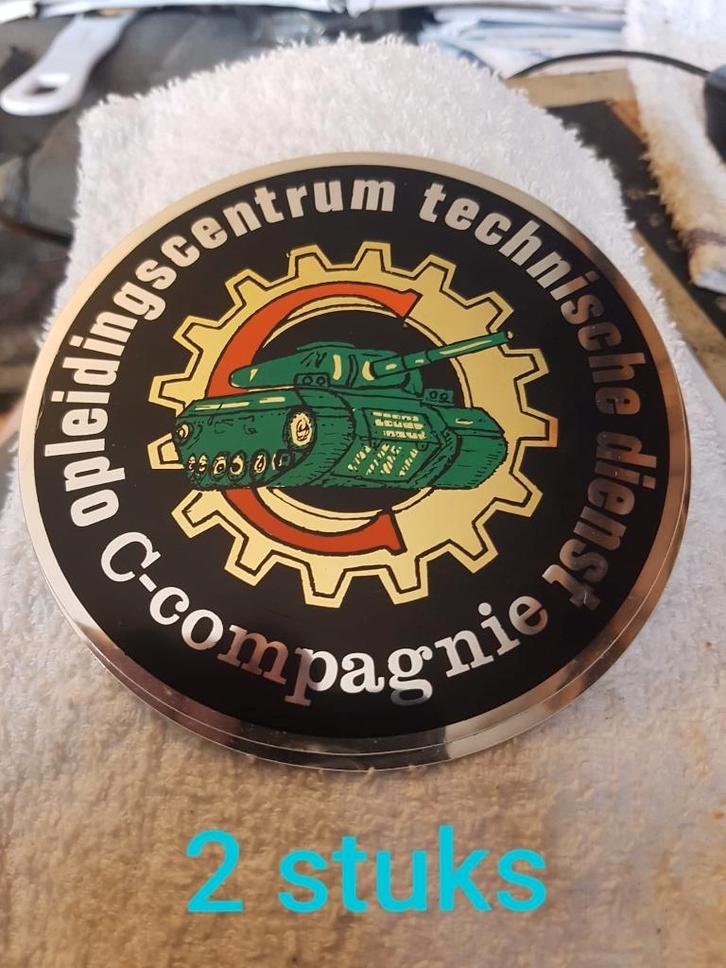 opleidingscentrum technische dienst
C-compagnie
2 stuks